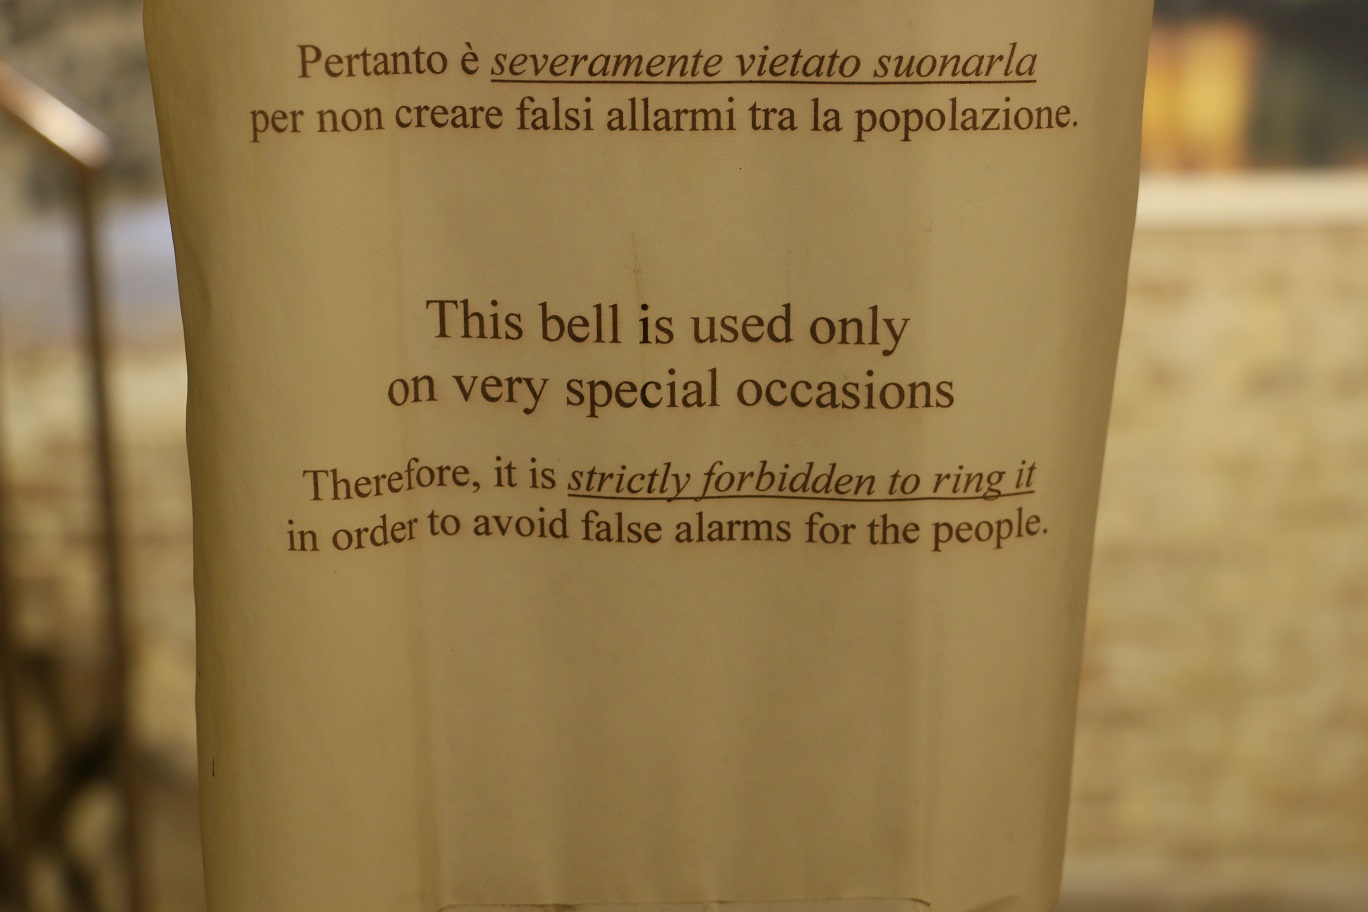 Pertanto è severamente vietato suonarla
per non creare falsi allarmi tra la popolazione.
This bell is used only
on very special occasions
Therefore, it is strictly forbidden to ring it
in order to avoid false alarms for the people.